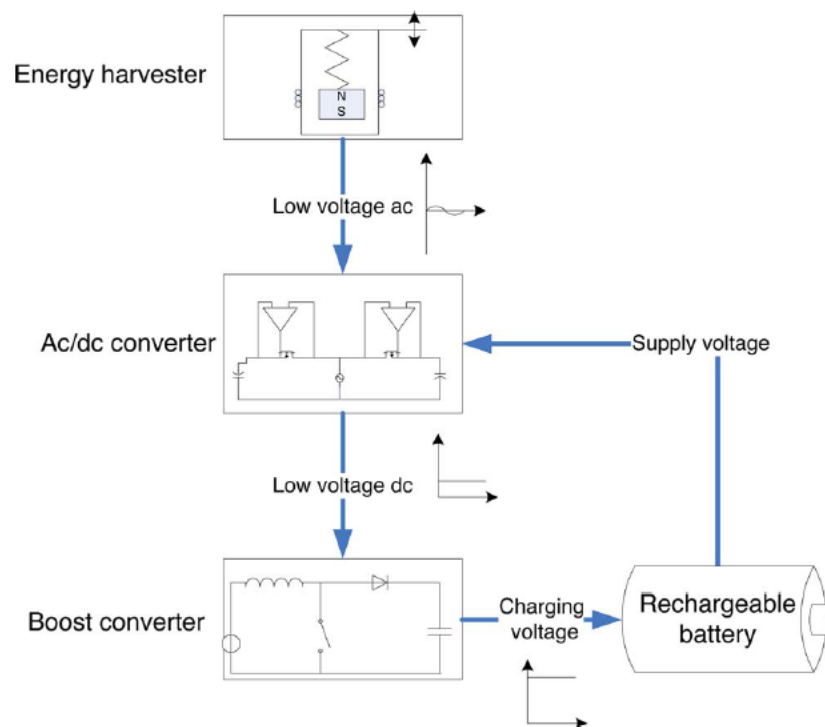 Energy harvester
N
S
Low voltage ac
Ac/dc converter
Supply voltage
Low voltage dc
Boost converter
Charging
voltage
Rechargeable
battery